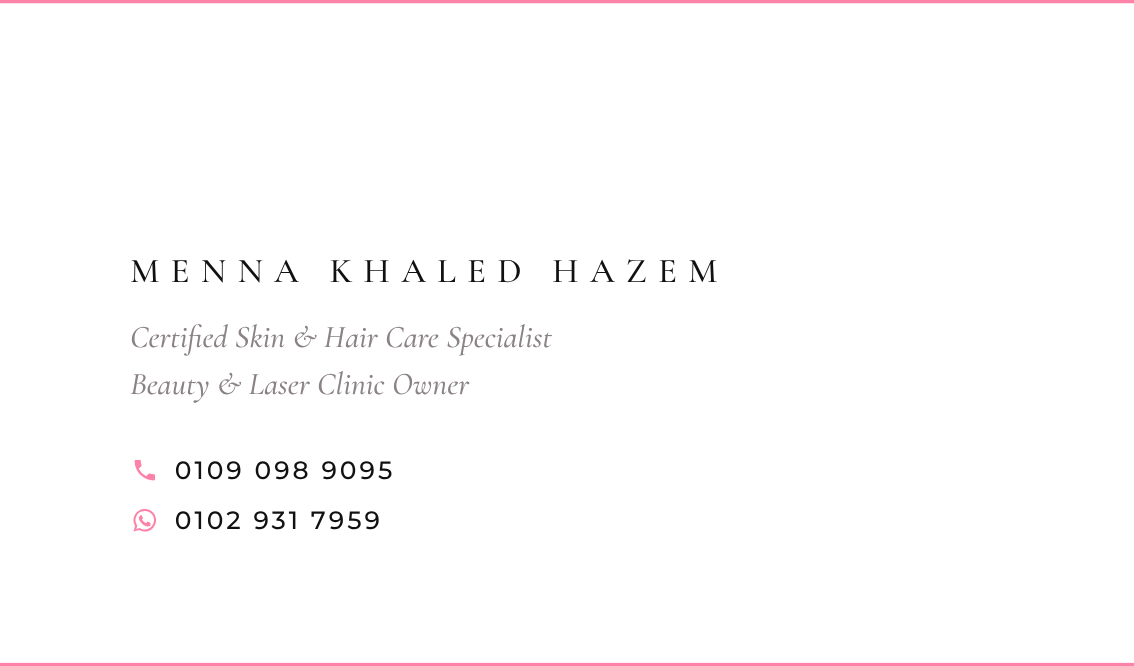 MENNA KHALED HAZEM
Certified Skin & Hair Care Specialist
Beauty & Laser Clinic Owner
0109 098 9095
0102 931 7959